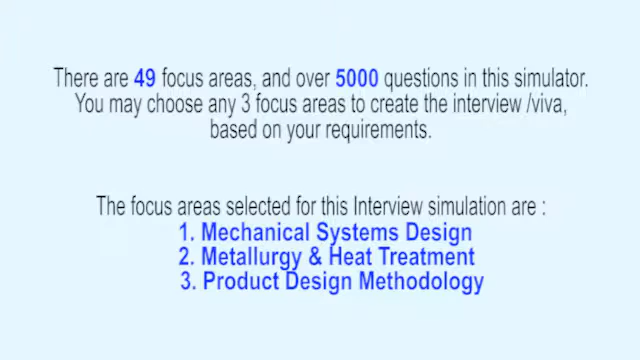 There are 49 focus areas, and over 5000 questions in this simulator.
You may choose any 3 focus areas to create the interview /viva,
based on your requirements.
The focus areas selected for this Interview simulation are :
1. Mechanical Systems Design
2. Metallurgy & Heat Treatment
3. Product Design Methodology